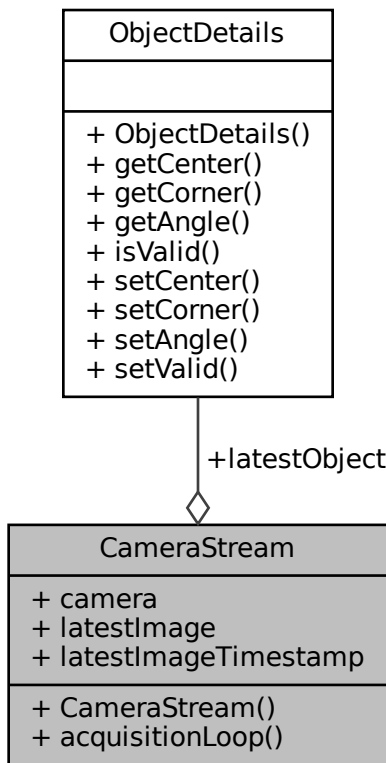 ObjectDetails
+ ObjectDetails()
+ getCenter()
+ getCorner()
+ getAngle()
+ isValid()
+ setCenter()
+ setCorner()
+ setAngle()
+ setValid()
+latestObject
CameraStream
+ camera
+ latestImage
+ latestImageTimestamp
+ CameraStream()
+ acquisitionLoop()